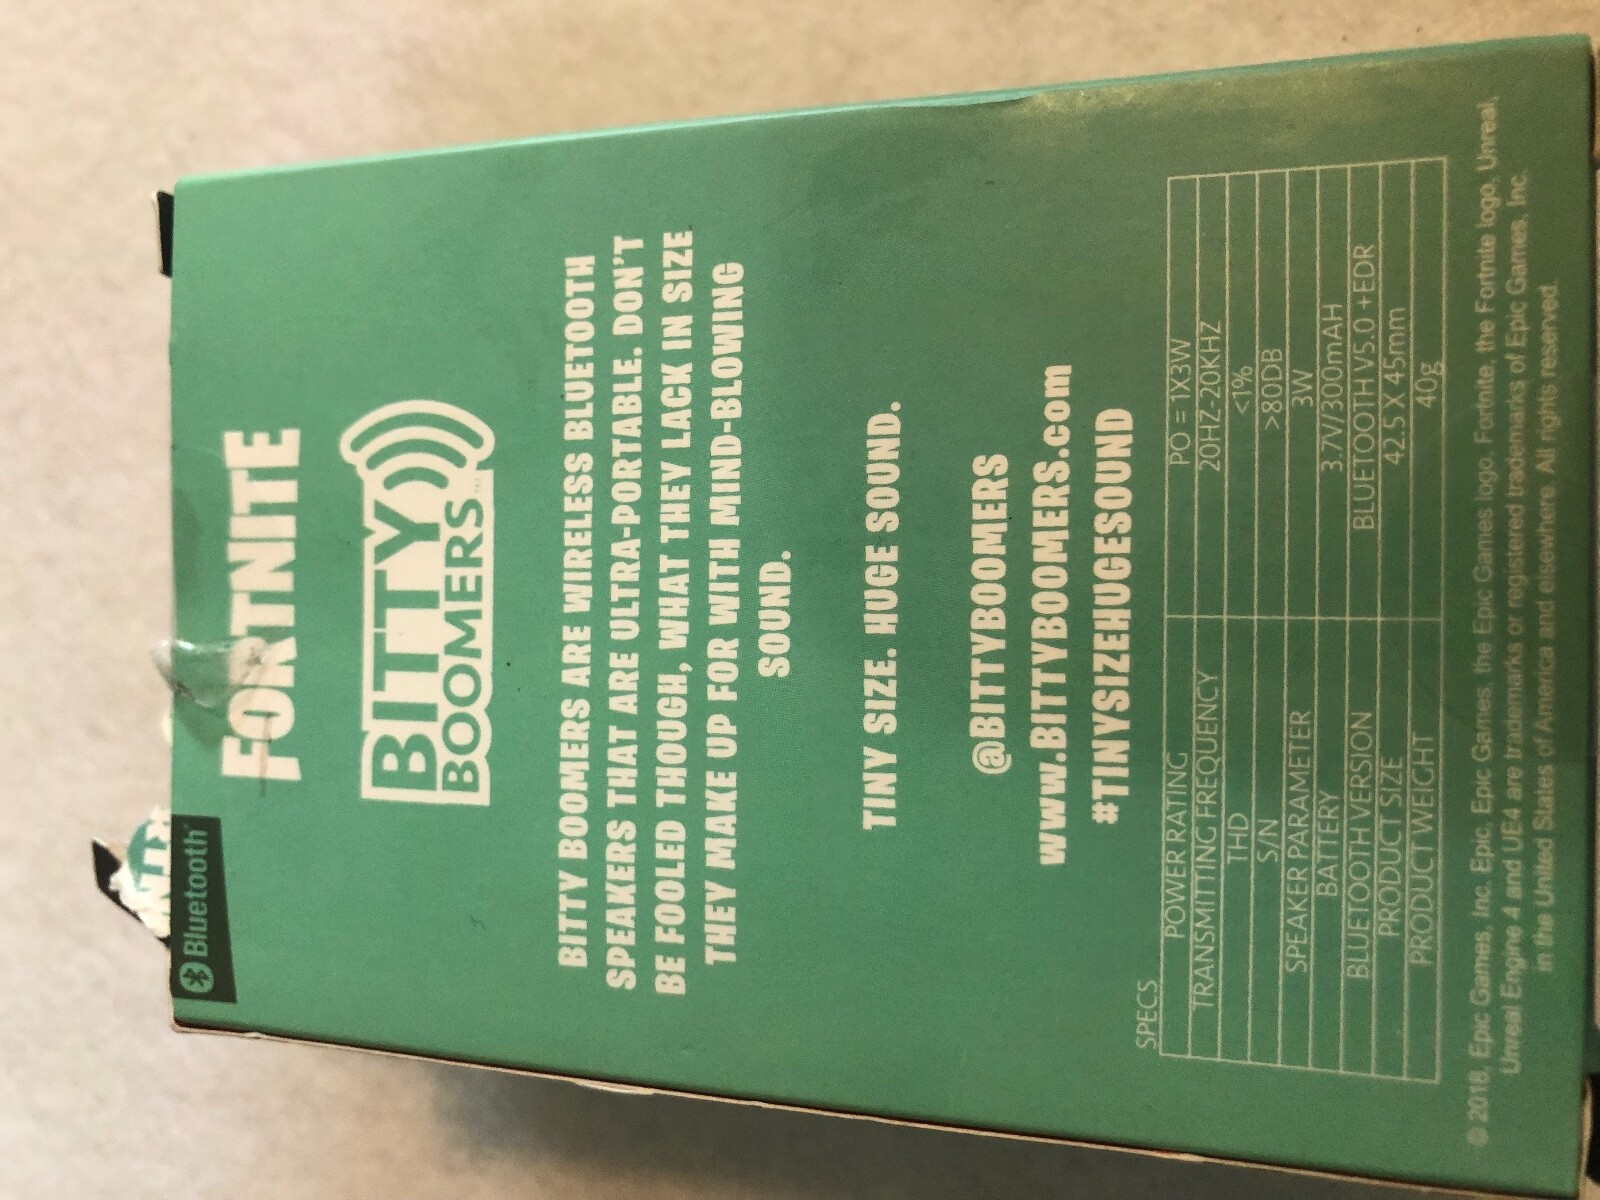 Bluetooth
FORTNITE
BITTY
BOOMERS™
BITTY BOOMERS ARE WIRELESS BLUETOOTH
SPEAKERS THAT ARE ULTRA-PORTABLE. DON'T
BE FOOLED THOUGH, WHAT THEY LACK IN SIZE
THEY MAKE UP FOR WITH MIND-BLOWING
SOUND.
TINY SIZE. HUGE SOUND.
@BITTYBOOMERS
www.BITTYBOOMERS.com
#TINYSIZEHUGESOUND
SPECS
POWER RATING PO = 1X3W
TRANSMITTING FREQUENCY 20HZ-20KHZ
THD <1%
S/N >80DB
SPEAKER PARAMETER 3W
BATTERY 3.7V/300mAH
BLUETOOTH VERSION BLUETOOTH V5.0 +EDR
PRODUCT SIZE 42.5 X 45mm
PRODUCT WEIGHT 40g
© 2018, Epic Games, Inc. Epic, Epic Games, the Epic Games logo, Fortnite, the Fortnite logo, Unreal,
Unreal Engine 4 and UE4 are trademarks or registered trademarks of Epic Games, Inc.
in the United States of America and elsewhere. All rights reserved.